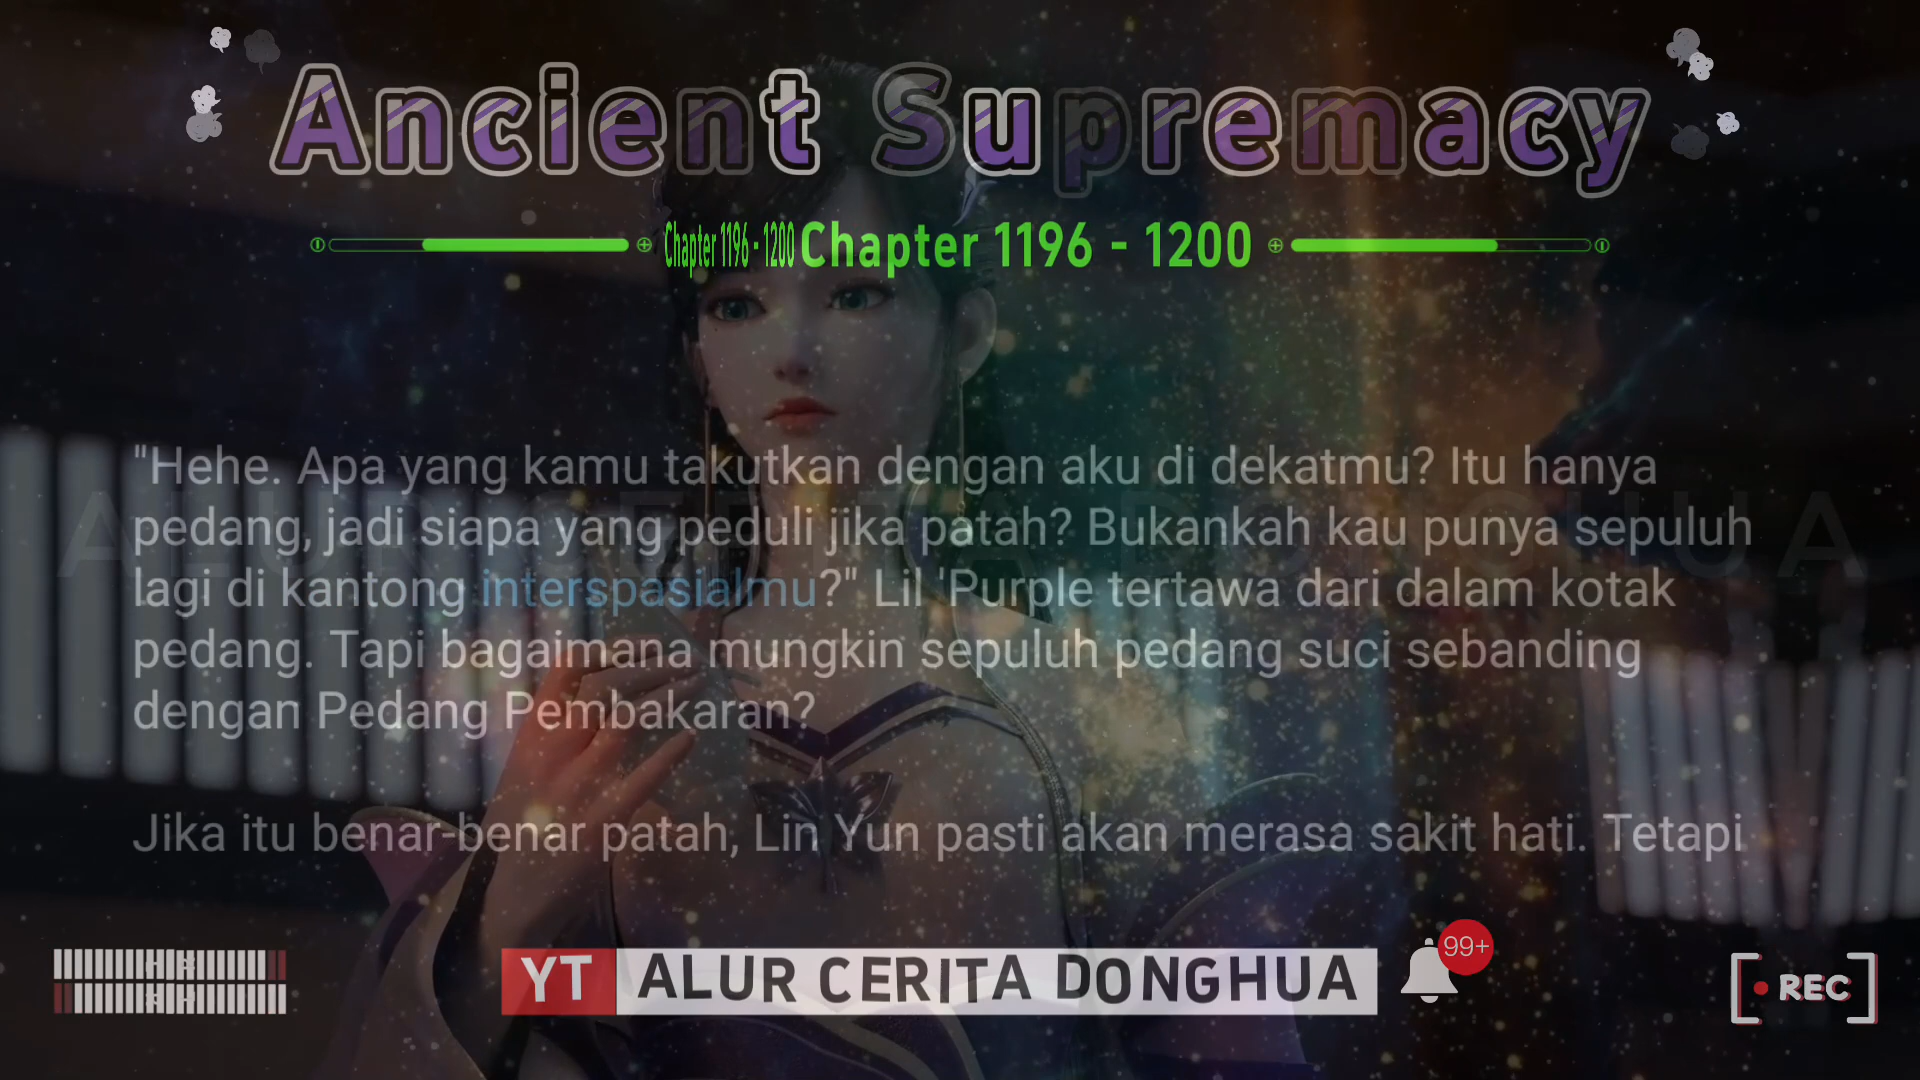 Ancient Supremacy
Chapter 1196 - 1200 Chapter 1196 - 1200
"Hehe. Apa yang kamu takutkan dengan aku di dekatmu? Itu hanya
pedang, jadi siapa yang peduli jika patah? Bukankah kau punya sepuluh
lagi di kantong interspasialmu?" Lil 'Purple tertawa dari dalam kotak
pedang. Tapi bagaimana mungkin sepuluh pedang suci sebanding
dengan Pedang Pembakaran?
Jika itu benar-benar patah, Lin Yun pasti akan merasa sakit hati. Tetapi
YT ALUR CERITA DONGHUA
99+
REC